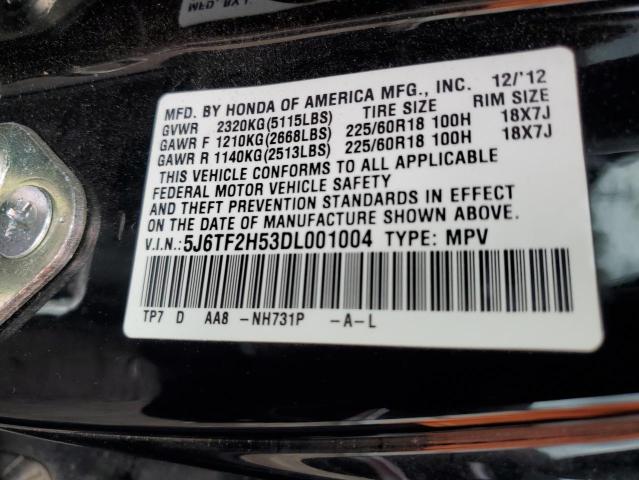 MFD. BY
MFD. BY HONDA OF AMERICA MFG., INC. 12/'12
GVWR 2320KG(5115LBS) TIRE SIZE RIM SIZE
GAWR F 1210KG(2668LBS) 225/60R18 100H 18X7J
GAWR R 1140KG(2513LBS) 225/60R18 100H 18X7J
THIS VEHICLE CONFORMS TO ALL APPLICABLE
FEDERAL MOTOR VEHICLE SAFETY
AND THEFT PREVENTION STANDARDS IN EFFECT
ON THE DATE OF MANUFACTURE SHOWN ABOVE.
V.I.N.:5J6TF2H53DL001004 TYPE: MPV
TP7 D AA8 -NH731P -A-L